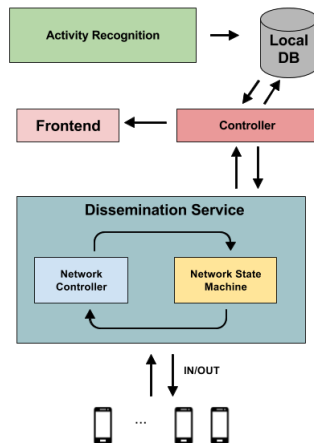 Activity Recognition
Local
DB
Frontend
Controller
Dissemination Service
Network
Controller
Network State
Machine
IN/OUT
...